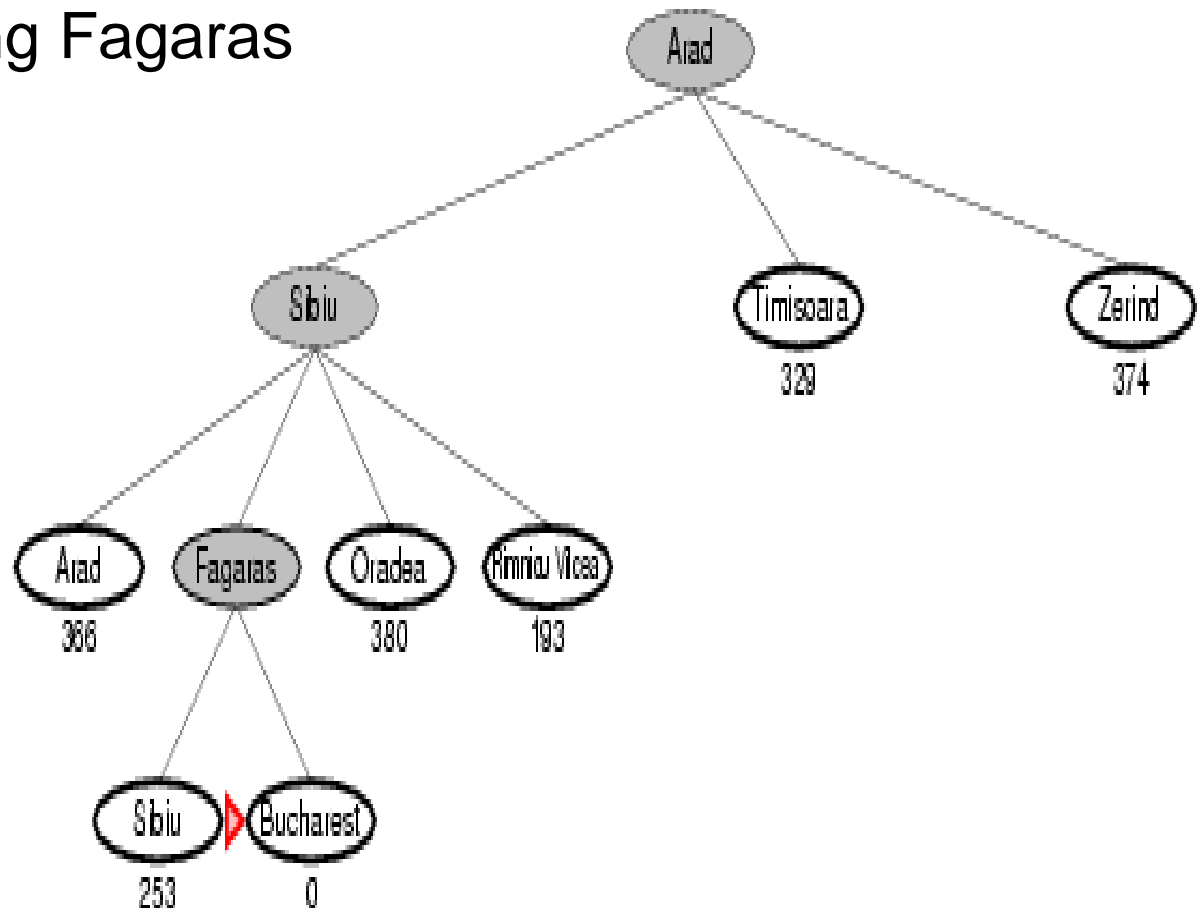 ng Fagaras
Arad
Sibiu
Timisoara
Zerind
329
374
Arad
Fagaras
Oradea
Rimnicu Vilcea
366
380
193
Sibiu
Bucharest
253
0